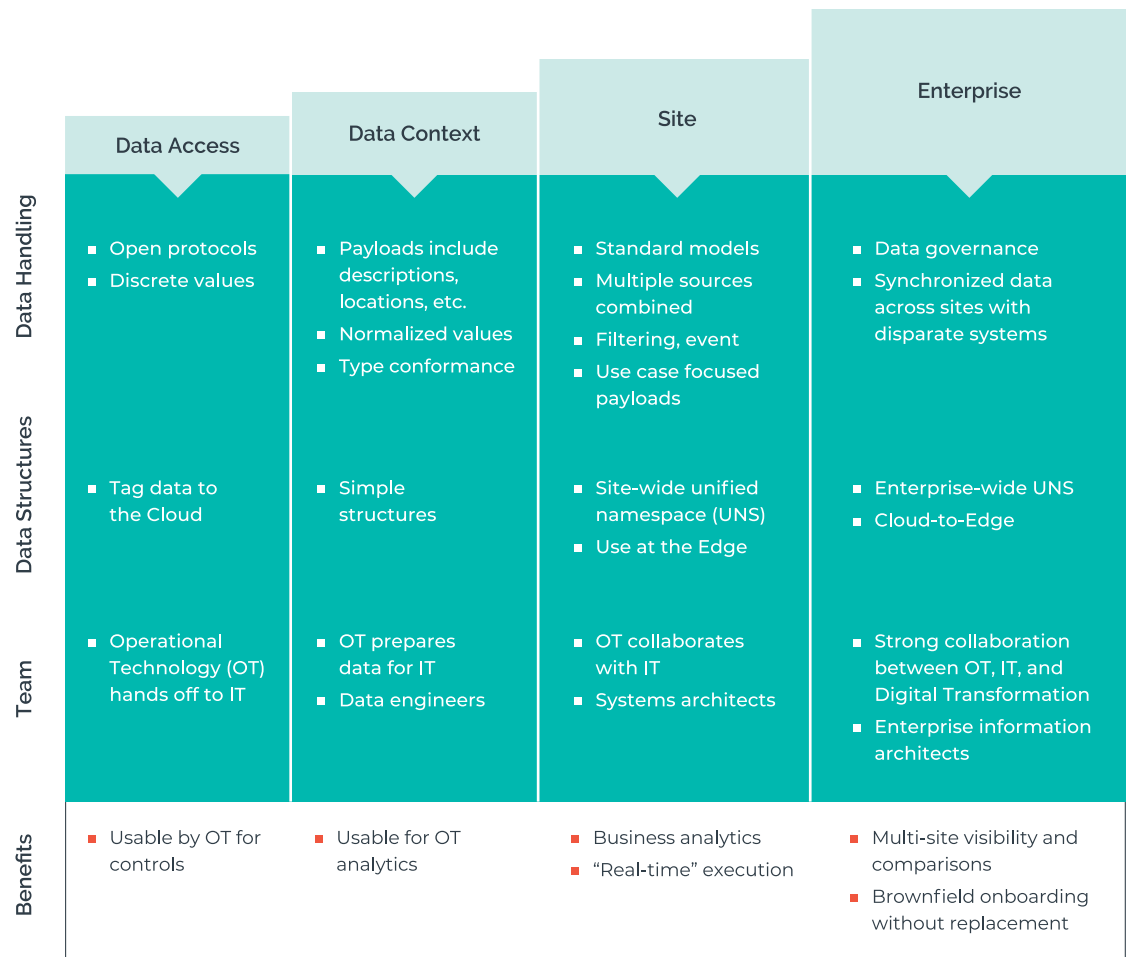 Data Access
Data Context
Site
Enterprise
Data Handling
Open protocols
Discrete values
Payloads include
descriptions,
locations, etc.
Normalized values
Type conformance
Standard models
Multiple sources
combined
Filtering, event
Use case focused
payloads
Data governance
Synchronized data
across sites with
disparate systems
Data Structures
Tag data to
the Cloud
Simple
structures
Site-wide unified
namespace (UNS)
Use at the Edge
Enterprise-wide UNS
Cloud-to-Edge
Team
Operational
Technology (OT)
hands off to IT
OT prepares
data for IT
Data engineers
OT collaborates
with IT
Systems architects
Strong collaboration
between OT, IT, and
Digital Transformation
Enterprise information
architects
Benefits
Usable by OT for
controls
Usable for OT
analytics
Business analytics
“Real-time” execution
Multi-site visibility and
comparisons
Brownfield onboarding
without replacement